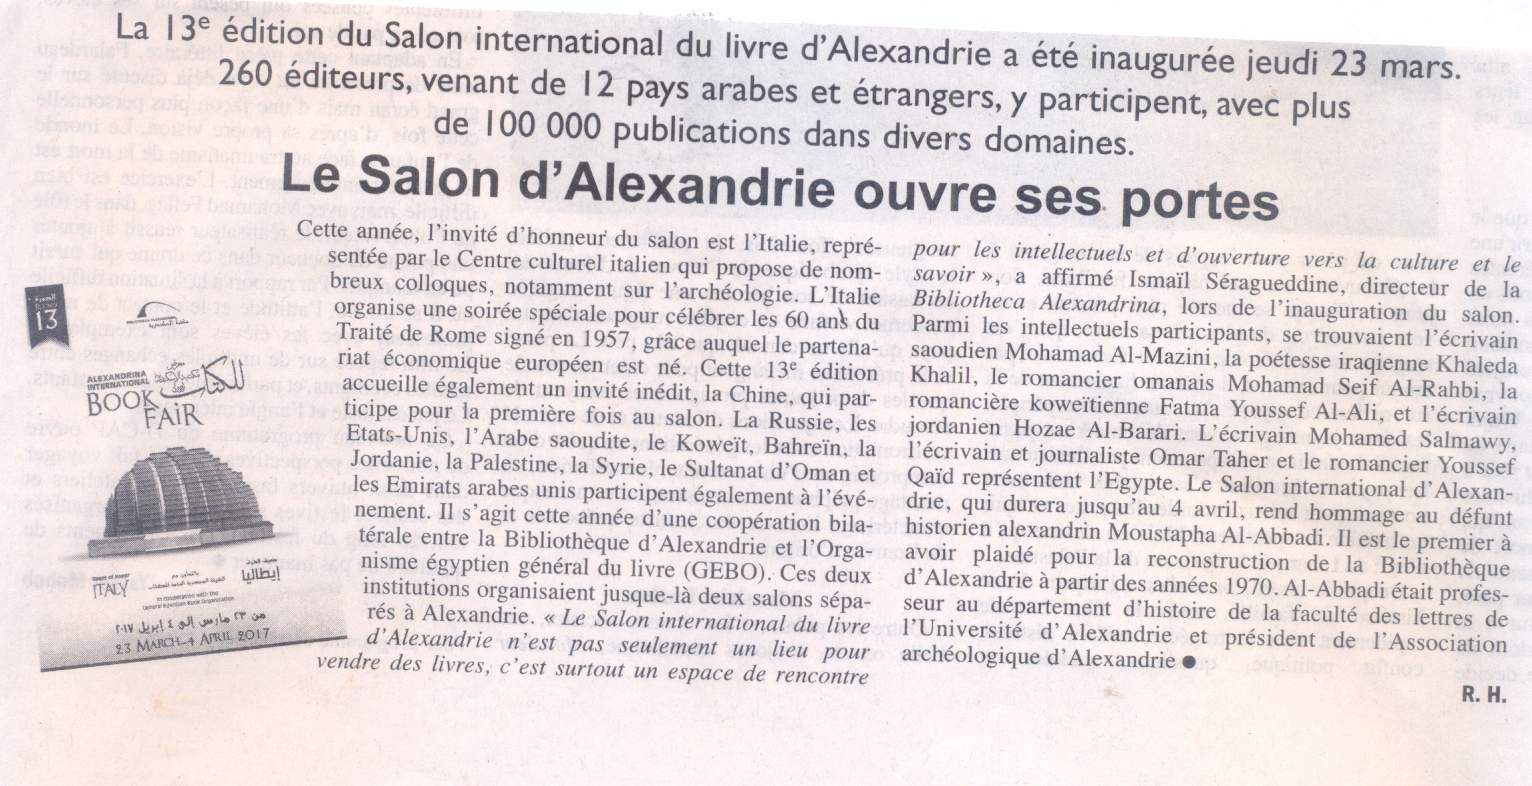 La 13e édition du Salon international du livre d'Alexandrie a été inaugurée jeudi 23 mars.
260 éditeurs, venant de 12 pays arabes et étrangers, y participent, avec plus
de 100 000 publications dans divers domaines.
Le Salon d'Alexandrie ouvre ses portes
Cette année, l'invité d'honneur du salon est l'Italie, repré-
sentée par le Centre culturel italien qui propose de nom-
breux colloques, notamment sur l'archéologie. L'Italie
organise une soirée spéciale pour célébrer les 60 ans du
Traité de Rome signé en 1957, grâce auquel le partena-
riat économique européen est né. Cette 13e édition
accueille également un invité inédit, la Chine, qui par-
ticipe pour la première fois au salon. La Russie, les
Etats-Unis, l'Arabe saoudite, le Koweït, Bahreïn, la
Jordanie, la Palestine, la Syrie, le Sultanat d'Oman et
les Emirats arabes unis participent également à l'évé-
nement. Il s'agit cette année d'une coopération bila-
térale entre la Bibliothèque d'Alexandrie et l'Orga-
nisme égyptien général du livre (GEBO). Ces deux
institutions organisaient jusque-là deux salons sépa-
rés à Alexandrie. « Le Salon international du livre
d'Alexandrie n'est pas seulement un lieu pour
vendre des livres, c'est surtout un espace de rencontre
pour les intellectuels et d'ouverture vers la culture et le
savoir », a affirmé Ismaïl Séragueddine, directeur de la
Bibliotheca Alexandrina, lors de l'inauguration du salon.
Parmi les intellectuels participants, se trouvaient l'écrivain
saoudien Mohamad Al-Mazini, la poétesse iraqienne Khaleda
Khalil, le romancier omanais Mohamad Seif Al-Rahbi, la
romancière koweïtienne Fatma Youssef Al-Ali, et l'écrivain
jordanien Hozae Al-Barari. L'écrivain Mohamed Salmawy,
l'écrivain et journaliste Omar Taher et le romancier Youssef
Qaïd représentent l'Egypte. Le Salon international d'Alexan-
drie, qui durera jusqu'au 4 avril, rend hommage au défunt
historien alexandrin Moustapha Al-Abbadi. Il est le premier à
avoir plaidé pour la reconstruction de la Bibliothèque
d'Alexandrie à partir des années 1970. Al-Abbadi était profes-
seur au département d'histoire de la faculté des lettres de
l'Université d'Alexandrie et président de l'Association
archéologique d'Alexandrie ●
R. H.
13
ALEXANDRINA
INTERNATIONAL
BOOK
FAIR
ITALY
إيطاليا
in cooperation with the
General Egyptian Book Organization
من ٢٣ مارس إلى ٤ إبريل ٢٠١٧
23 MARCH–4 APRIL 2017